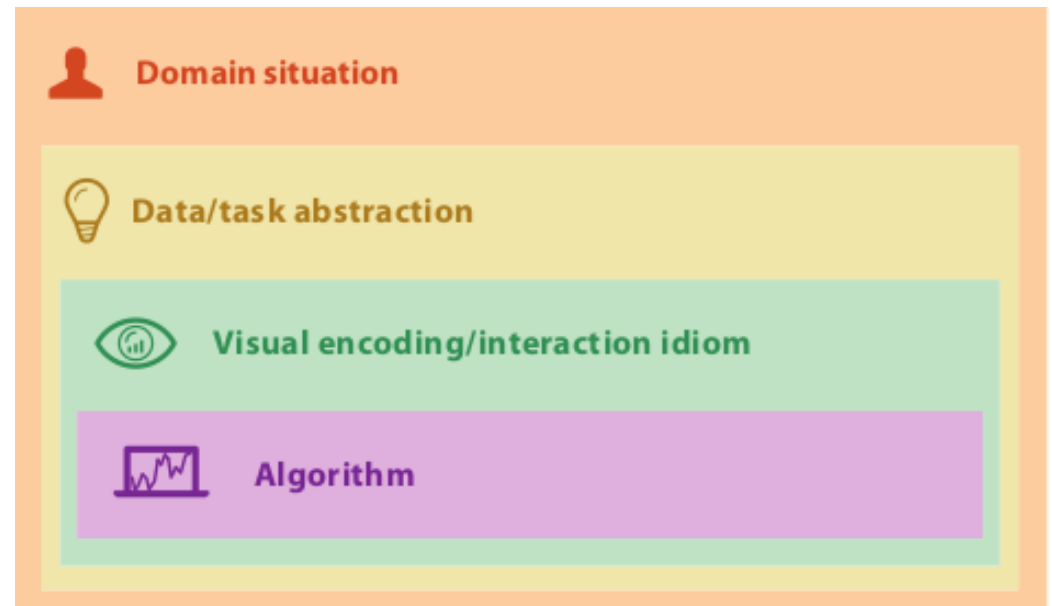 Domain situation
Data/task abstraction
Visual encoding/interaction idiom
Algorithm